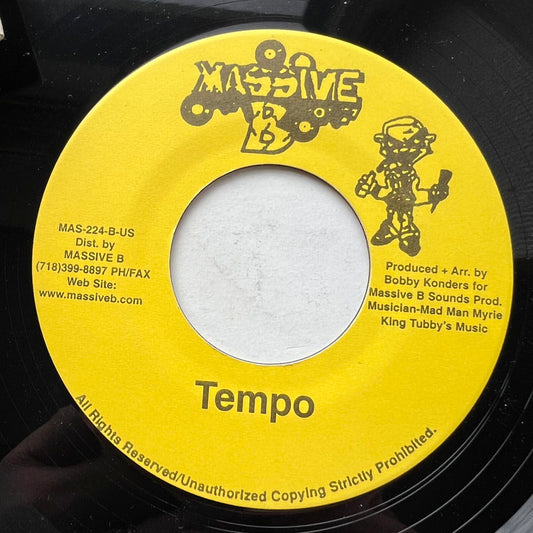 MASSIVE
B
MAS-224-B-US
Dist. by
MASSIVE B
(718)399-8897 PH/FAX
Web Site:
www.massiveb.com
Produced + Arr. by
Bobby Konders for
Massive B Sounds Prod.
Musician-Mad Man Myrie
King Tubby's Music
Tempo
All Rights Reserved/Unauthorized Copying Strictly Prohibited.